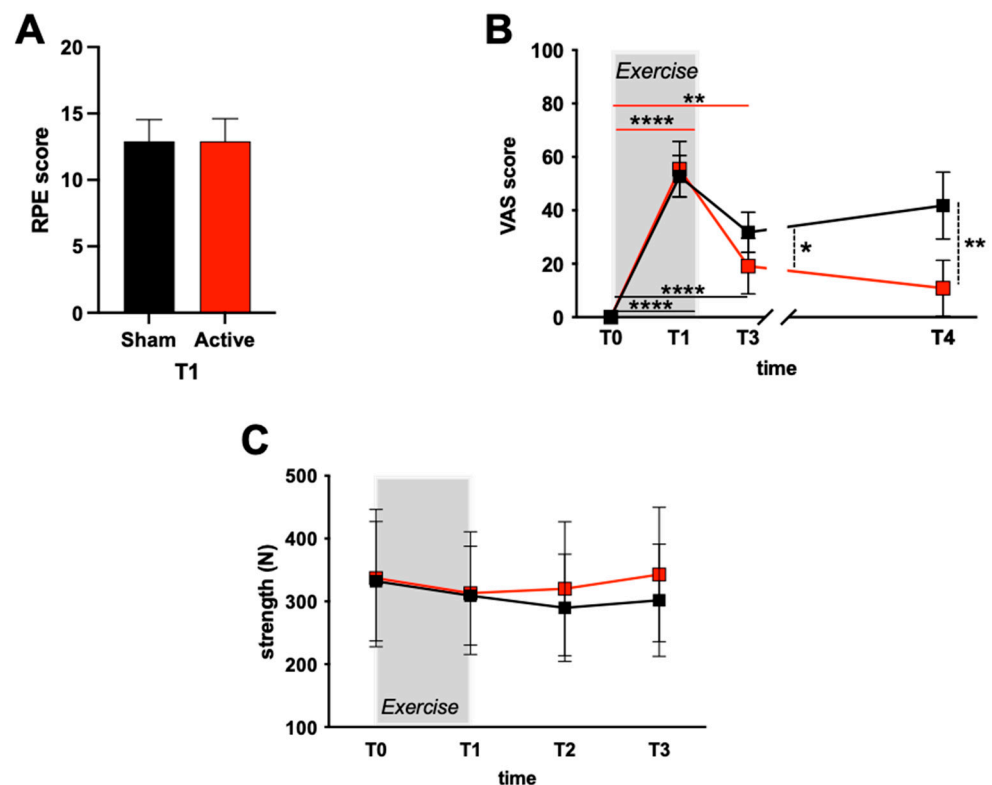 A
20
15
10
5
0
RPE score
Sham Active
T1
B
100
80
60
40
20
0
VAS score
Exercise
**
****
*
**
****
****
T0 T1 T3 T4
time
C
500
400
300
200
100
strength (N)
Exercise
T0 T1 T2 T3
time